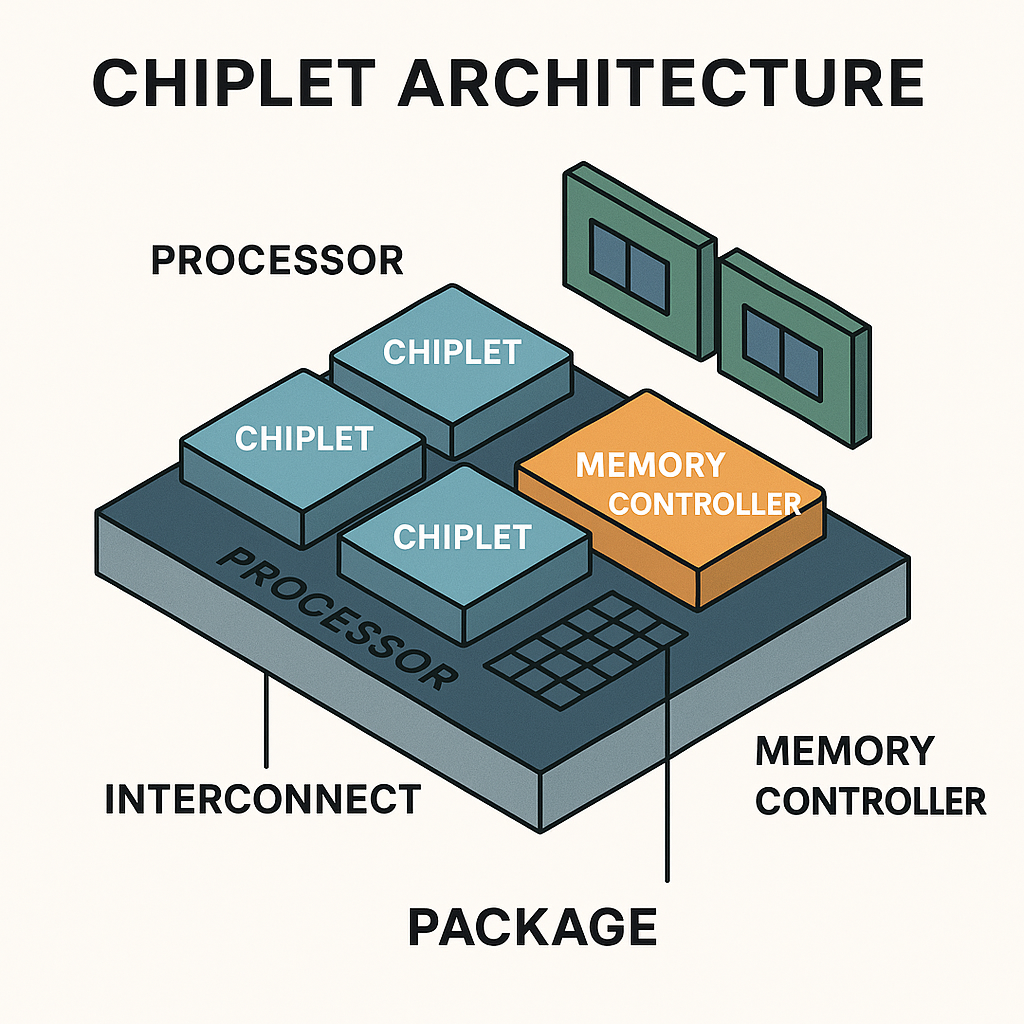 CHIPLET ARCHITECTURE
PROCESSOR
CHIPLET
CHIPLET
MEMORY
CONTROLLER
CHIPLET
PROCESSOR
INTERCONNECT
MEMORY
CONTROLLER
PACKAGE